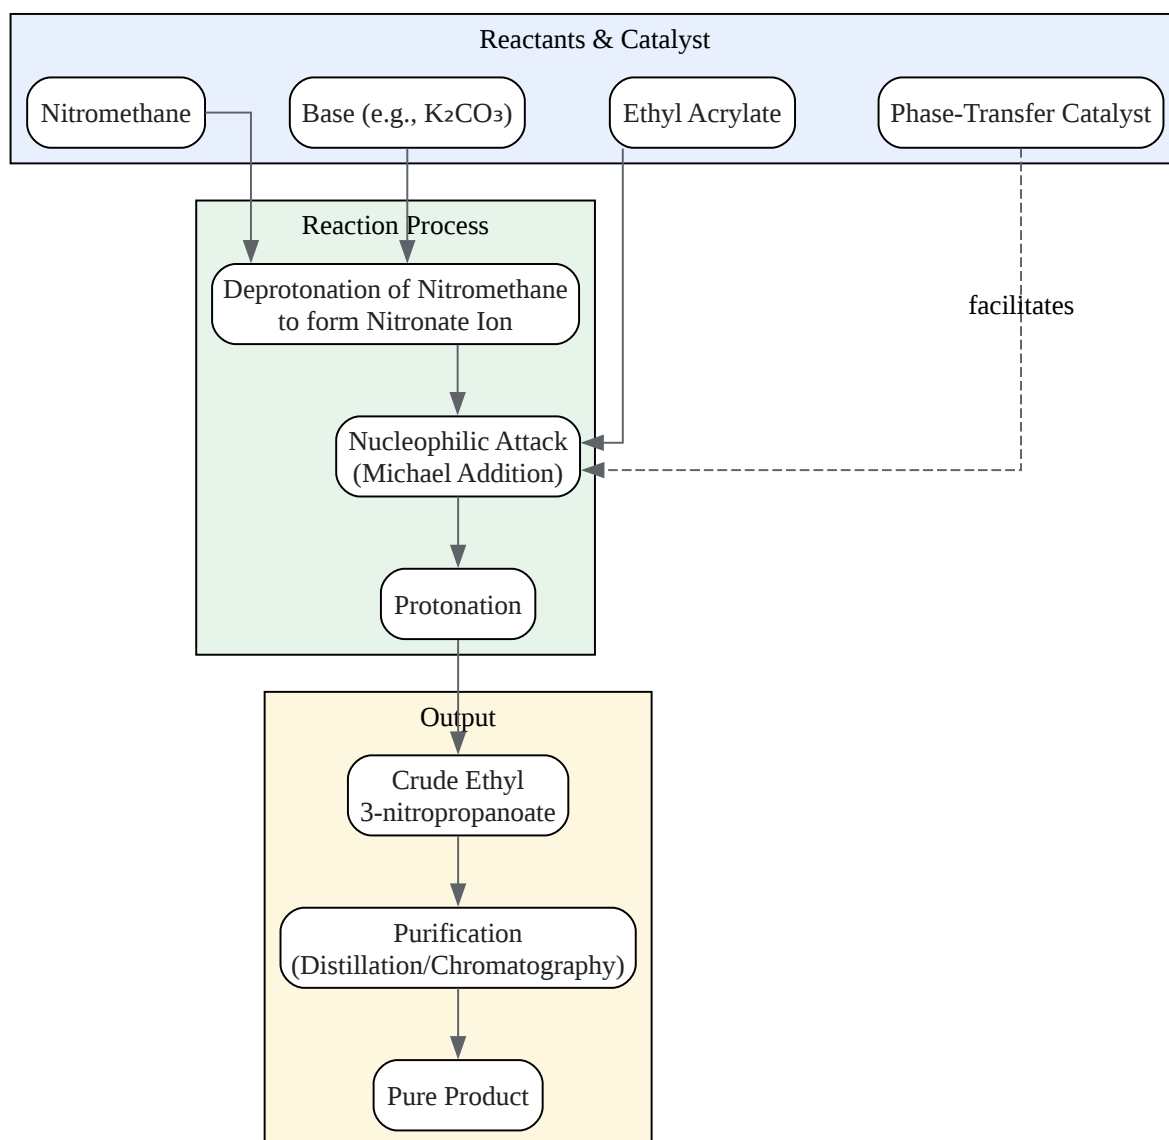 Reactants & Catalyst
Nitromethane
Base (e.g., K₂CO₃)
Ethyl Acrylate
Phase-Transfer Catalyst
Reaction Process
Deprotonation of Nitromethane
to form Nitronate Ion
facilitates
Nucleophilic Attack
(Michael Addition)
Protonation
Output
Crude Ethyl
3-nitropropanoate
Purification
(Distillation/Chromatography)
Pure Product